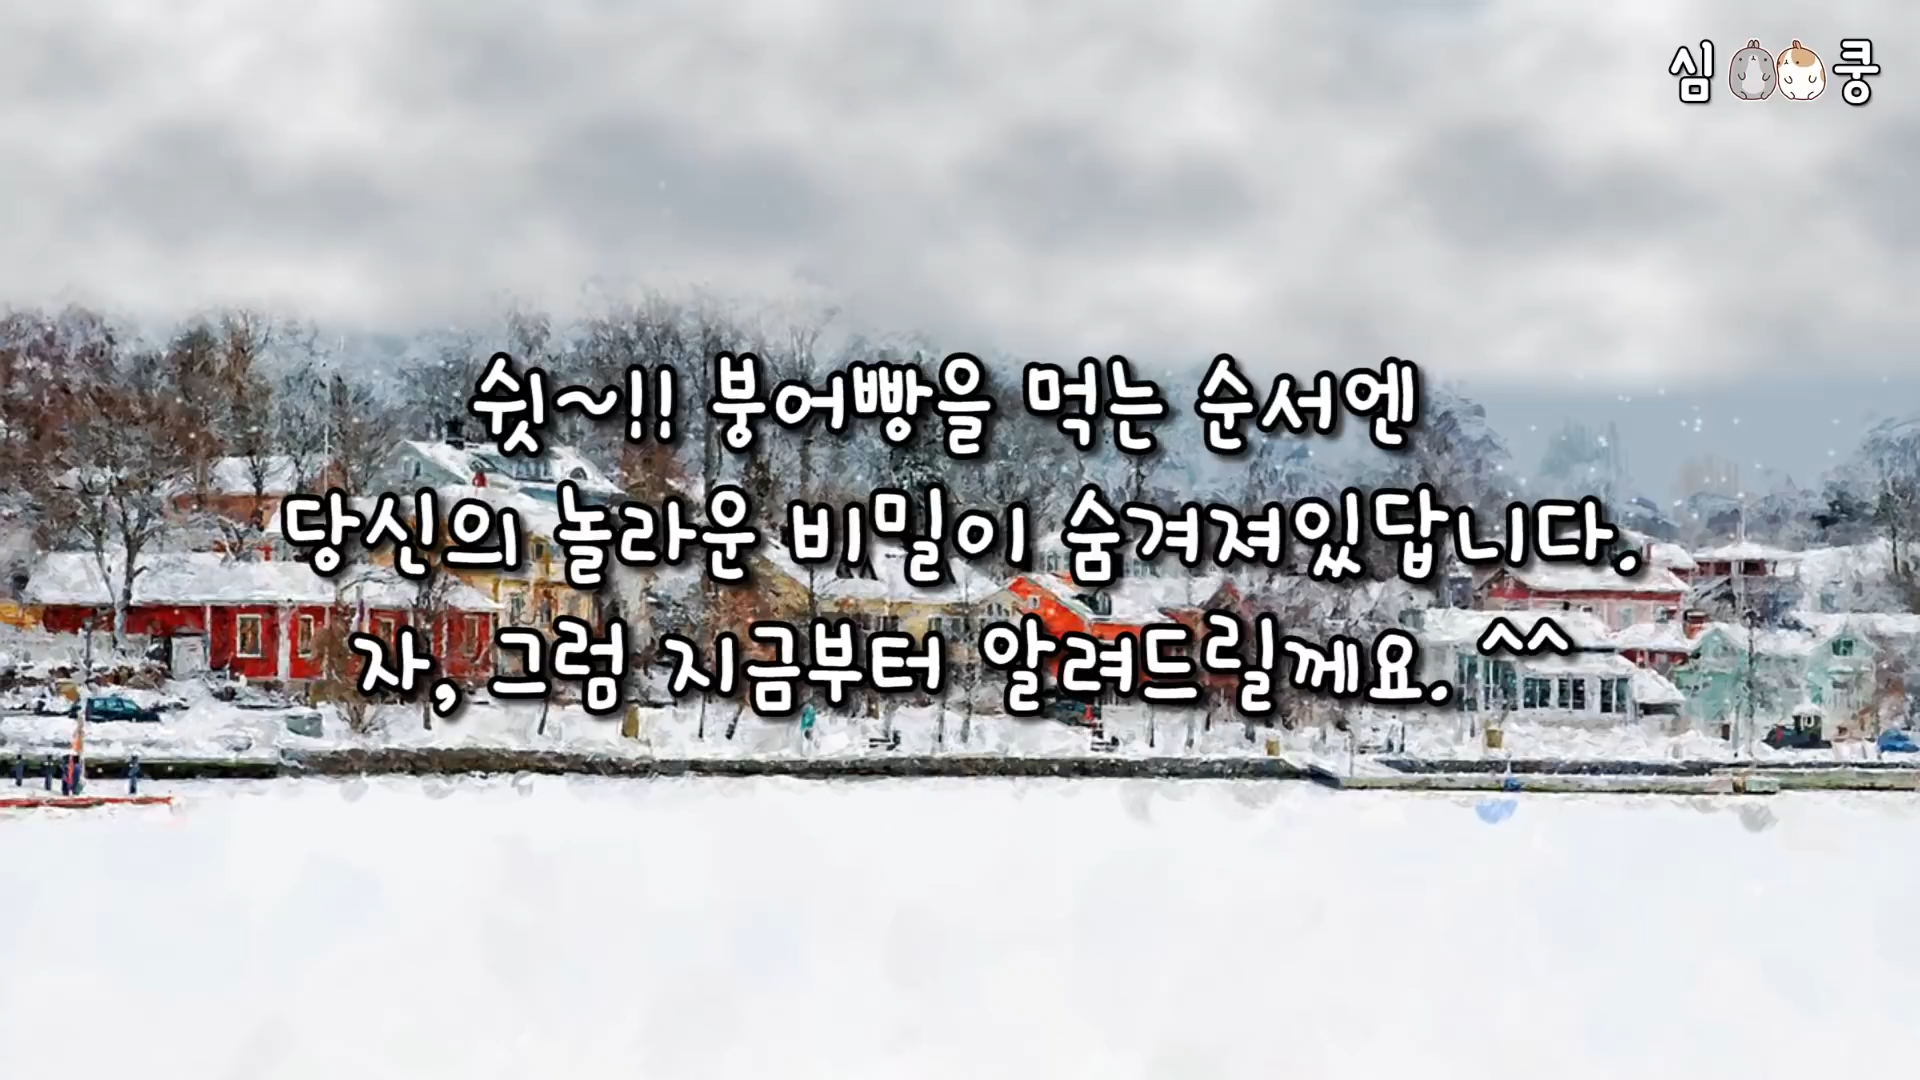 심쿵
쉿~!! 붕어빵을 먹는 순서엔
당신의 놀라운 비밀이 숨겨져있답니다.
자, 그럼 지금부터 알려드릴께요. ^^